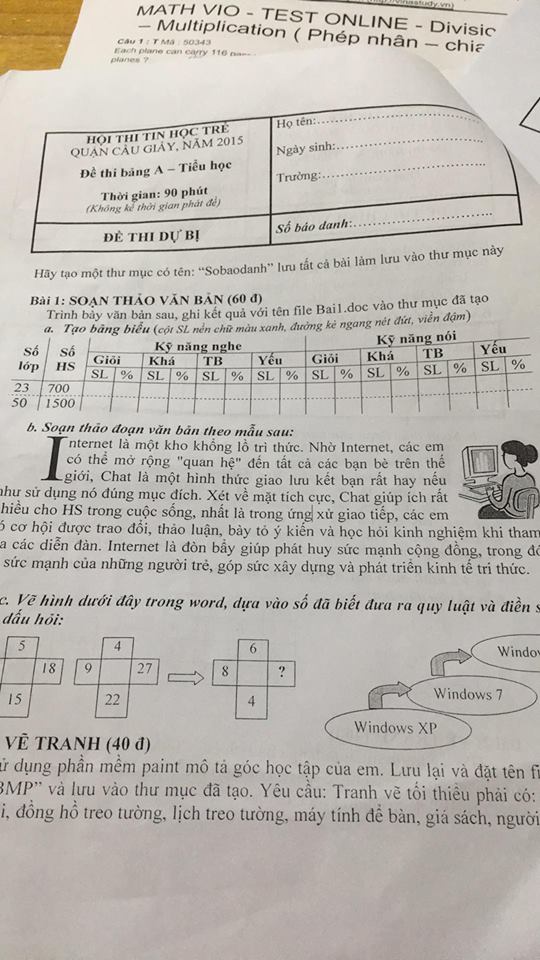 MATH VIO - TEST ONLINE - Divisio
– Multiplication ( Phép nhân – chia
Câu 1 : T Mã : 50343
Each plane can carry 116
planes ?
HỘI THI TIN HỌC TRẺ
QUẬN CẦU GIẤY, NĂM 2015
Đề thi bảng A – Tiểu học
Thời gian: 90 phút
(Không kể thời gian phát đề)
ĐỀ THI DỰ BỊ
Họ tên:
Ngày sinh:
Trường:
Số báo danh:
Hãy tạo một thư mục có tên: “Sobaodanh” lưu tất cả bài làm lưu vào thư mục này
Bài 1: SOẠN THẢO VĂN BẢN (60 đ)
Trình bày văn bản sau, ghi kết quả với tên file Bai1.doc vào thư mục đã tạo
a. Tạo bảng biểu (cột SL nền chữ màu xanh, đường kẻ ngang nét đứt, viền đậm)
Số lớp Số HS Kỹ năng nghe Kỹ năng nói
Giỏi Khá TB Yếu Giỏi Khá TB Yếu
SL % SL % SL % SL % SL % SL % SL % SL %
23 700
50 1500
b. Soạn thảo đoạn văn bản theo mẫu sau:
Internet là một kho khổng lồ tri thức. Nhờ Internet, các em
có thể mở rộng "quan hệ" đến tất cả các bạn bè trên thế
giới, Chat là một hình thức giao lưu kết bạn rất hay nếu
như sử dụng nó đúng mục đích. Xét về mặt tích cực, Chat giúp ích rất
hiều cho HS trong cuộc sống, nhất là trong ứng xử giao tiếp, các em
ó cơ hội được trao đổi, thảo luận, bày tỏ ý kiến và học hỏi kinh nghiệm khi tham
a các diễn đàn. Internet là đòn bẩy giúp phát huy sức mạnh cộng đồng, trong đó
sức mạnh của những người trẻ, góp sức xây dựng và phát triển kinh tế tri thức.
c. Vẽ hình dưới đây trong word, dựa vào số đã biết đưa ra quy luật và điền s
dấu hỏi:
5 18 15
4 9 27 22
6 8 ? 4
Windov
Windows 7
Windows XP
VẼ TRANH (40 đ)
ử dụng phần mềm paint mô tả góc học tập của em. Lưu lại và đặt tên fi
BMP” và lưu vào thư mục đã tạo. Yêu cầu: Tranh vẽ tối thiểu phải có:
i, đồng hồ treo tường, lịch treo tường, máy tính để bàn, giá sách, người